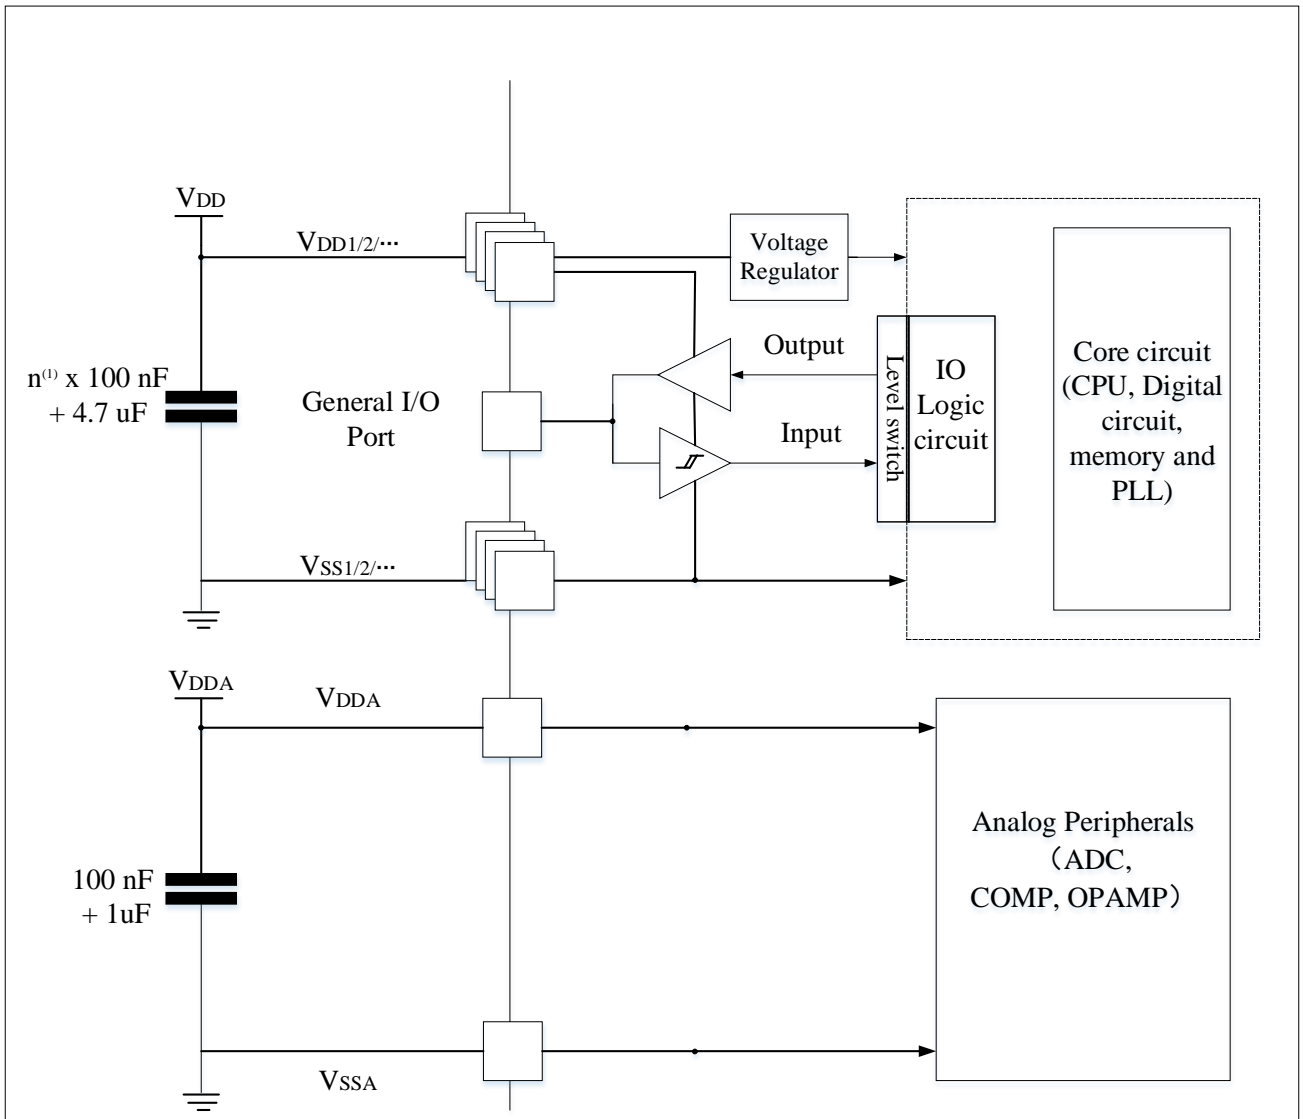 VDD
VDD1/2/···
Voltage
Regulator
n(1) x 100 nF
+ 4.7 uF
General I/O
Port
Output
Input
Level switch
IO
Logic
circuit
Core circuit
(CPU, Digital
circuit,
memory and
PLL)
VSS1/2/···
VDDA
VDDA
100 nF
+ 1uF
Analog Peripherals
（ADC,
COMP, OPAMP）
VSSA